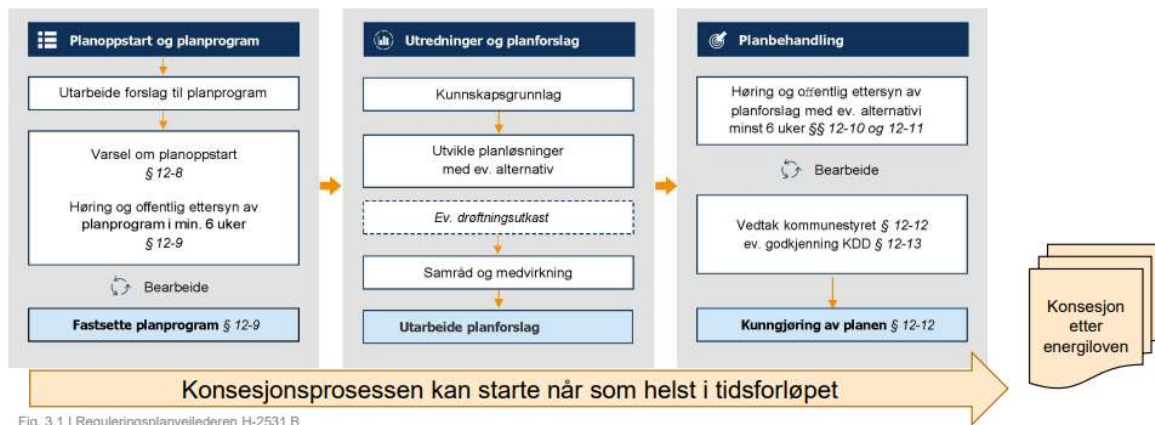 Planoppstart og planprogram
Utarbeide forslag til planprogram
Varsel om planoppstart
§ 12-8
Høring og offentlig ettersyn av
planprogram i min. 6 uker
§ 12-9
Bearbeide
Fastsette planprogram § 12-9
Utredninger og planforslag
Kunnskapsgrunnlag
Utvikle planløsninger
med ev. alternativ
Ev. drøftningsutkast
Samråd og medvirkning
Utarbeide planforslag
Planbehandling
Høring og offentlig ettersyn av
planforslag med ev. alternativi
minst 6 uker §§ 12-10 og 12-11
Bearbeide
Vedtak kommunestyret § 12-12
ev. godkjenning KDD § 12-13
Kunngjøring av planen § 12-12
Konsesjon
etter
energiloven
Konsesjonsprosessen kan starte når som helst i tidsforløpet
Fig. 3.1 I Reguleringsplanveilederen H-2531 B